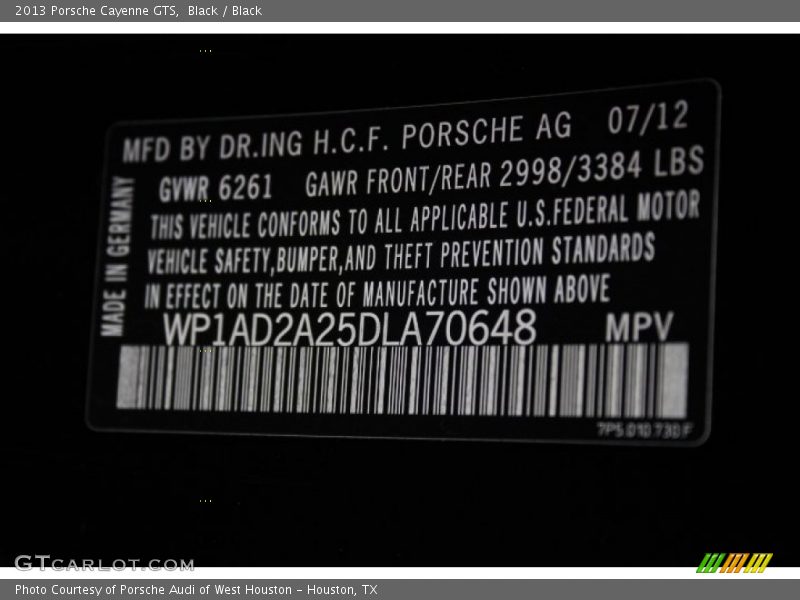 2013 Porsche Cayenne GTS, Black / Black
MFD BY DR.ING H.C.F. PORSCHE AG 07/12
GVWR 6261 GAWR FRONT/REAR 2998/3384 LBS
THIS VEHICLE CONFORMS TO ALL APPLICABLE U.S.FEDERAL MOTOR
VEHICLE SAFETY,BUMPER,AND THEFT PREVENTION STANDARDS
IN EFFECT ON THE DATE OF MANUFACTURE SHOWN ABOVE
MADE IN GERMANY
WP1AD2A25DLA70648 MPV
7P5.010.730F
GTCARLOT.COM
Photo Courtesy of Porsche Audi of West Houston - Houston, TX